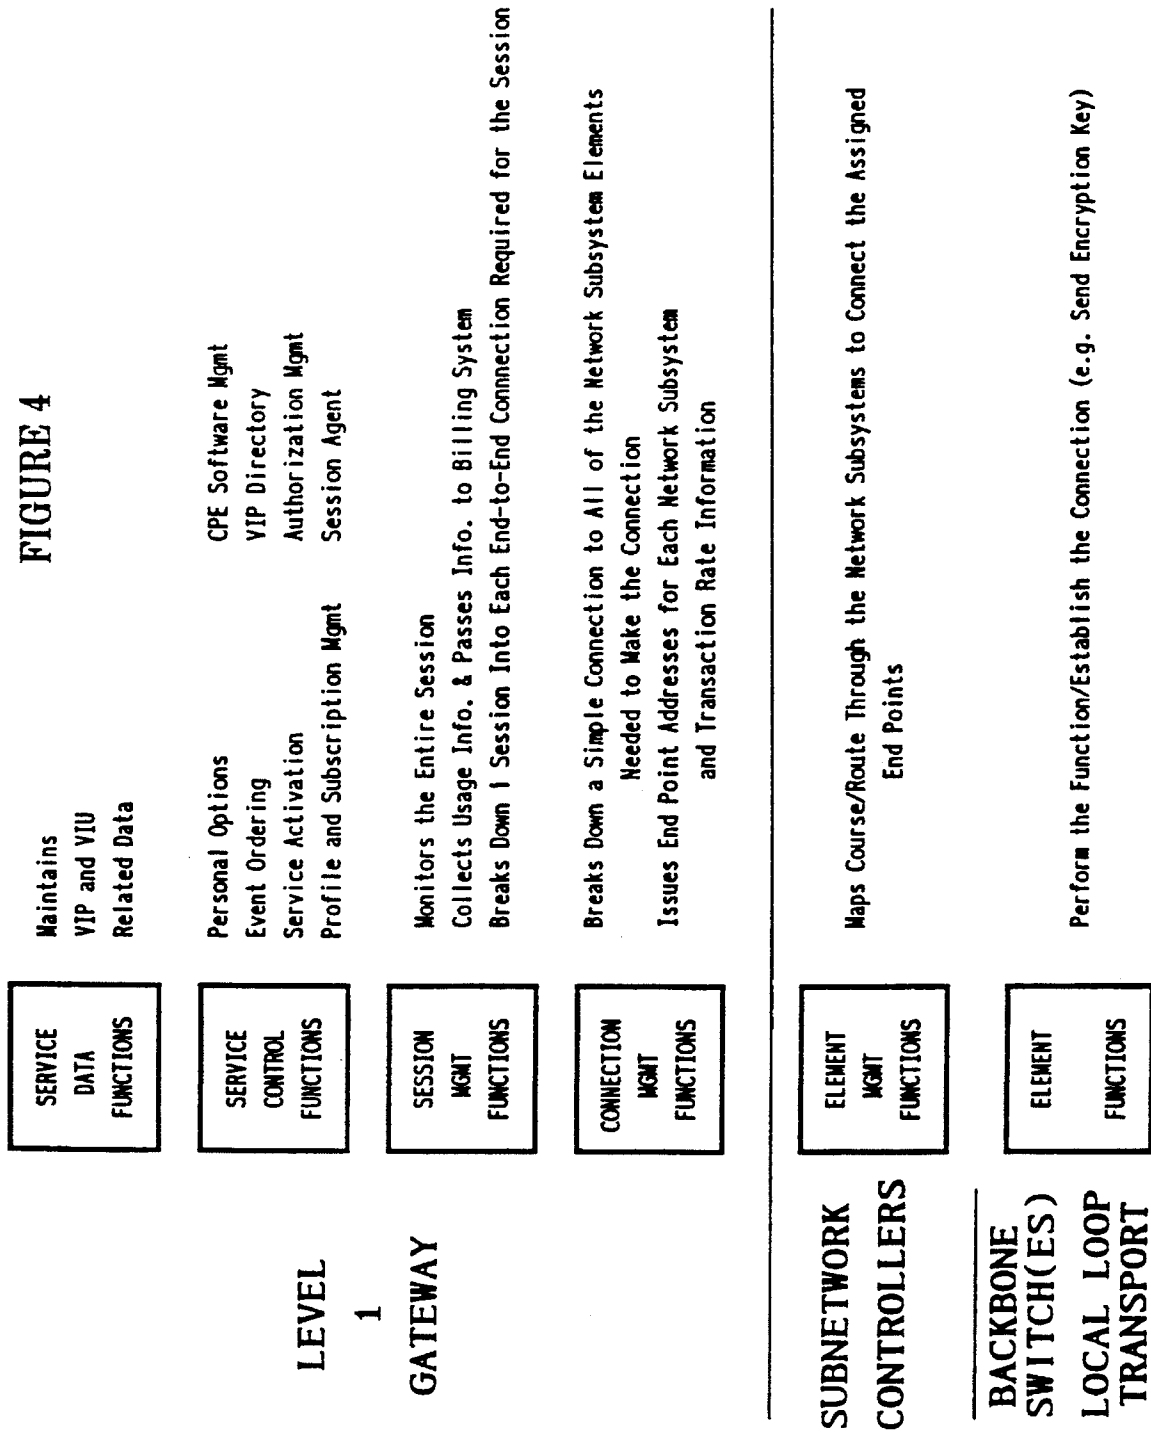 FIGURE 4
LEVEL
1
GATEWAY
SERVICE
DATA
FUNCTIONS
Maintains
VIP and VIU
Related Data
SERVICE
CONTROL
FUNCTIONS
Personal Options
Event Ordering
Service Activation
Profile and Subscription Mgmt
CPE Software Mgmt
VIP Directory
Authorization Mgmt
Session Agent
SESSION
MGMT
FUNCTIONS
Monitors the Entire Session
Collects Usage Info. & Passes Info. to Billing System
Breaks Down 1 Session Into Each End-to-End Connnection Required for the Session
CONNECTION
MGMT
FUNCTIONS
Breaks Down a Simple Connection to All of the Network Subsystem Elements
Needed to Make the Connection
Issues End Point Addresses for Each Network Subsystem
and Transaction Rate Information
SUBNETWORK
CONTROLLERS
ELEMENT
MGMT
FUNCTIONS
Maps Course/Route Through the Network Subsystems to Connect the Assigned
End Points
BACKBONE
SWITCH(ES)
LOCAL LOOP
TRANSPORT
ELEMENT
FUNCTIONS
Perform the Function/Establish the Connection (e.g. Send Encryption Key)